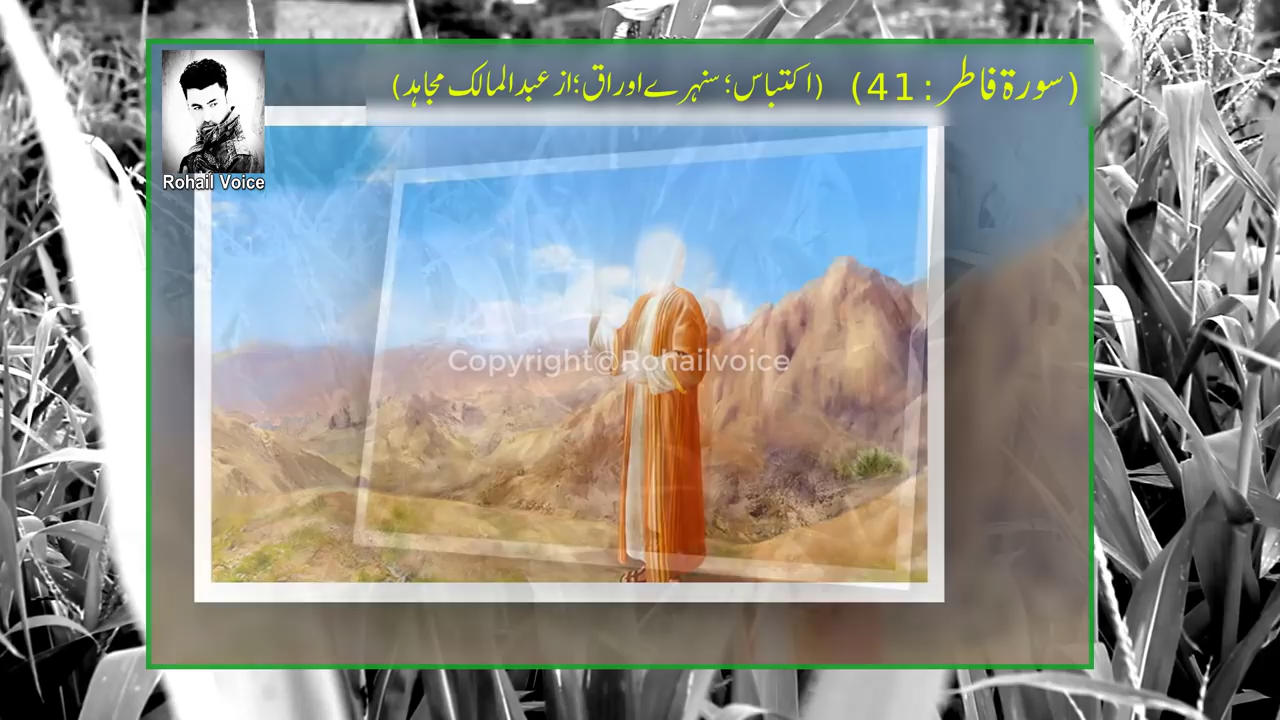 (سورۃ فاطر : 41) (اکتباس؛ سنہرے اوراق؛ از عبدالمالک مجاہد)
Rohail Voice
Copyright@Rohailvoice